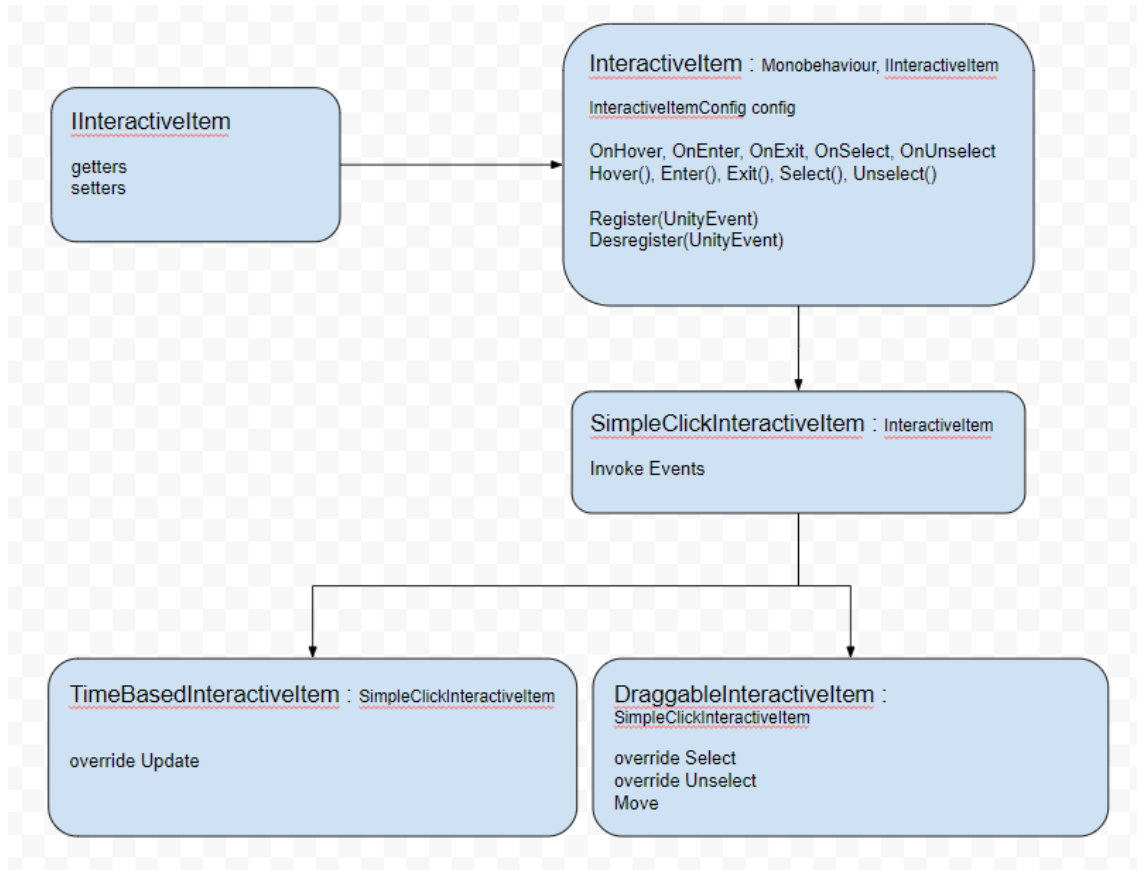 IInteractiveItem
getters
setters
InteractiveItem : Monobehaviour, IInteractiveItem
InteractiveItemConfig config
OnHover, OnEnter, OnExit, OnSelect, OnUnselect
Hover(), Enter(), Exit(), Select(), Unselect()
Register(UnityEvent)
Desregister(UnityEvent)
SimpleClickInteractiveItem : InteractiveItem
Invoke Events
TimeBasedInteractiveItem : SimpleClickInteractiveItem
override Update
DraggableInteractiveItem :
SimpleClickInteractiveItem
override Select
override Unselect
Move